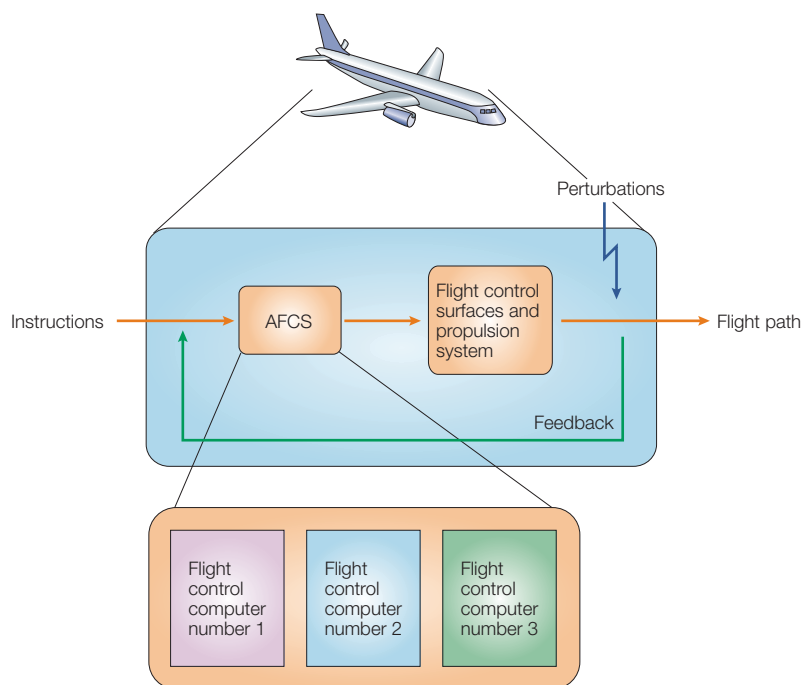 Perturbations
Instructions
AFCS
Flight control
surfaces and
propulsion
system
Flight path
Feedback
Flight
control
computer
number 1
Flight
control
computer
number 2
Flight
control
computer
number 3